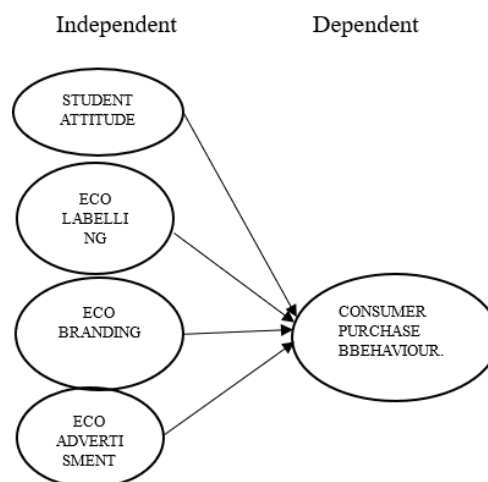 Independent
Dependent
STUDENT
ATTITUDE
ECO
LABELLI
NG
ECO
BRANDING
ECO
ADVERTI
SMENT
CONSUMER
PURCHASE
BBEHAVIOUR.